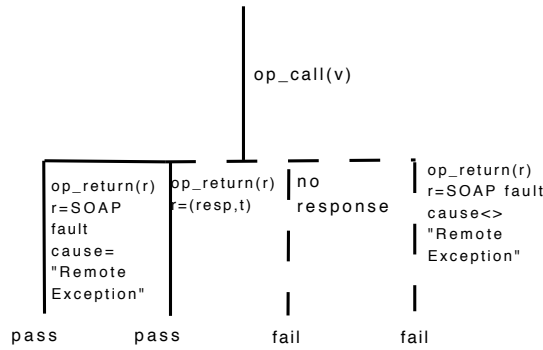 op_call(v)
op_return(r)
r=SOAP
fault
cause=
"Remote
Exception"
op_return(r)
r=(resp,t)
no
response
op_return(r)
r=SOAP fault
cause<>
"Remote
Exception"
pass
pass
fail
fail